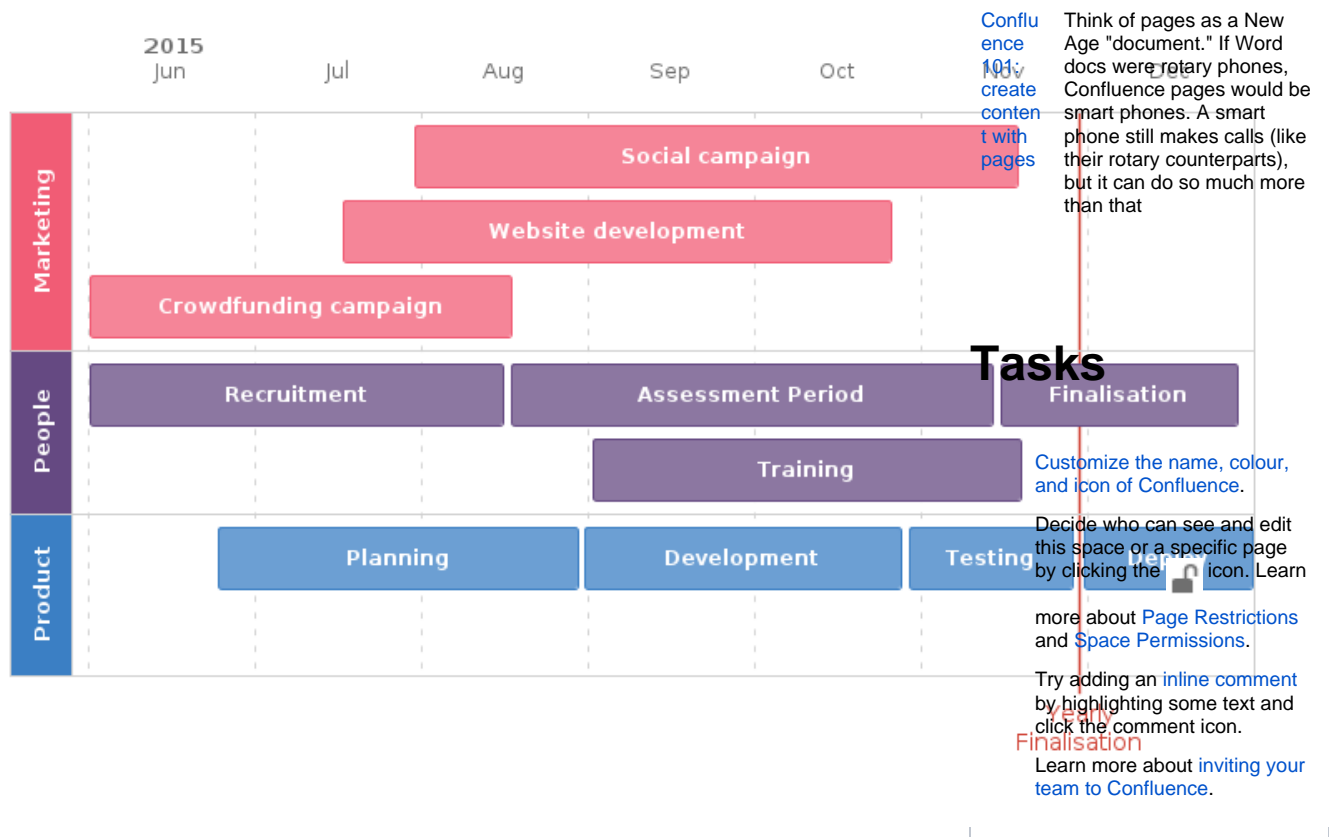 2015
Jun Jul Aug Sep Oct Nov Dec
Marketing
Social campaign
Website development
Crowdfunding campaign
People
Recruitment Assessment Period Finalisation
Training
Product
Planning Development Testing Deploy
Yearly
Finalisation
Conflu
ence
101:
create
conten
t with
pages
Think of pages as a New
Age "document." If Word
docs were rotary phones,
Confluence pages would be
smart phones. A smart
phone still makes calls (like
their rotary counterparts),
but it can do so much more
than that
Tasks
Customize the name, colour,
and icon of Confluence.
Decide who can see and edit
this space or a specific page
by clicking the icon. Learn
more about Page Restrictions
and Space Permissions.
Try adding an inline comment
by highlighting some text and
click the comment icon.
Learn more about inviting your
team to Confluence.